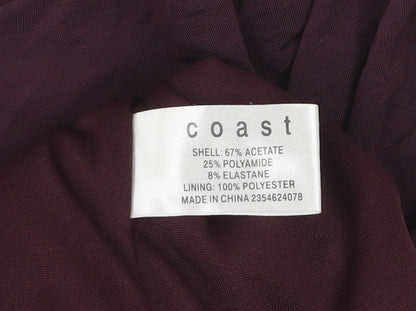 coast
SHELL: 67% ACETATE
25% POLYAMIDE
8% ELASTANE
LINING: 100% POLYESTER
MADE IN CHINA 2354624078